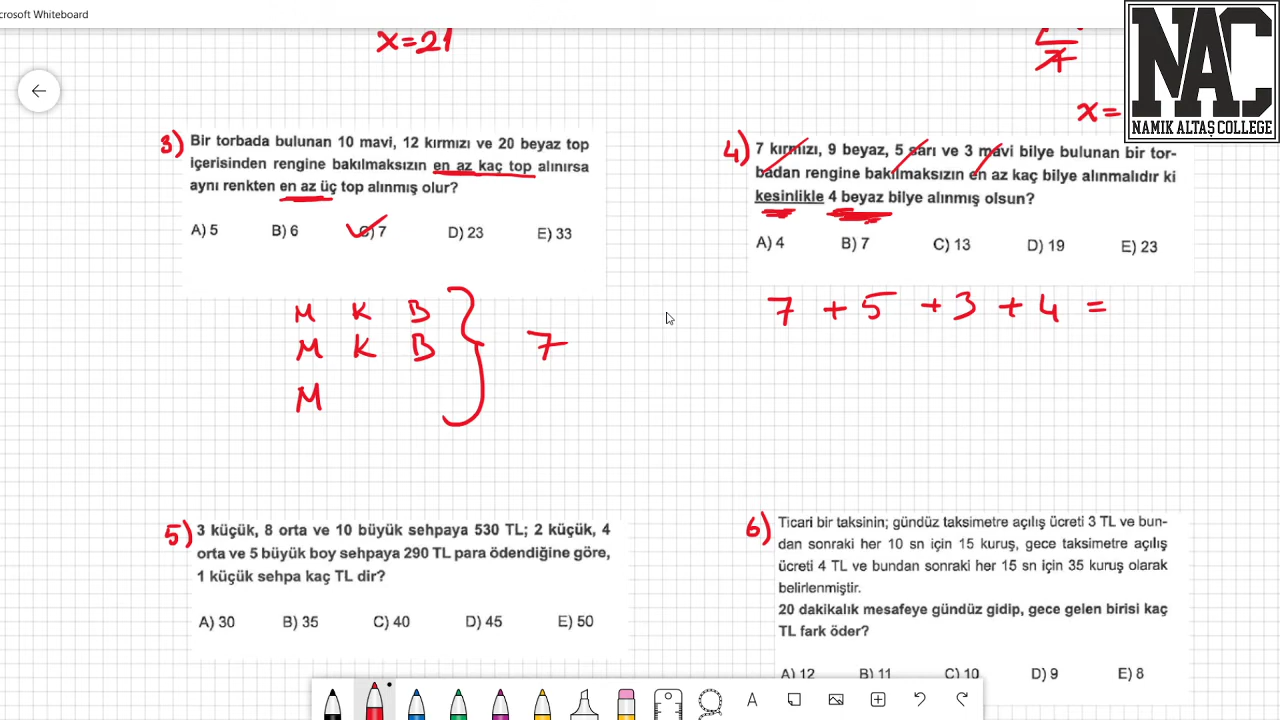 crosoft Whiteboard
x=21
x=
NAC
NAMIK ALTAŞ COLLEGE
3) Bir torbada bulunan 10 mavi, 12 kırmızı ve 20 beyaz top
içerisinden rengine bakılmaksızın en az kaç top alınırsa
aynı renkten en az üç top alınmış olur?
A) 5 B) 6 C) 7 D) 23 E) 33
M K B
M K B
M
7
4) 7 kırmızı, 9 beyaz, 5 sarı ve 3 mavi bilye bulunan bir tor-
badan rengine bakılmaksızın en az kaç bilye alınmalıdır ki
kesinlikle 4 beyaz bilye alınmış olsun?
A) 4 B) 7 C) 13 D) 19 E) 23
7 + 5 + 3 + 4 =
5) 3 küçük, 8 orta ve 10 büyük sehpaya 530 TL; 2 küçük, 4
orta ve 5 büyük boy sehpaya 290 TL para ödendiğine göre,
1 küçük sehpa kaç TL dir?
A) 30 B) 35 C) 40 D) 45 E) 50
6) Ticari bir taksinin; gündüz taksimetre açılış ücreti 3 TL ve bun-
dan sonraki her 10 sn için 15 kuruş, gece taksimetre açılış
ücreti 4 TL ve bundan sonraki her 15 sn için 35 kuruş olarak
belirlenmiştir.
20 dakikalık mesafeye gündüz gidip, gece gelen birisi kaç
TL fark öder?
A) 12 B) 11 C) 10 D) 9 E) 8
A